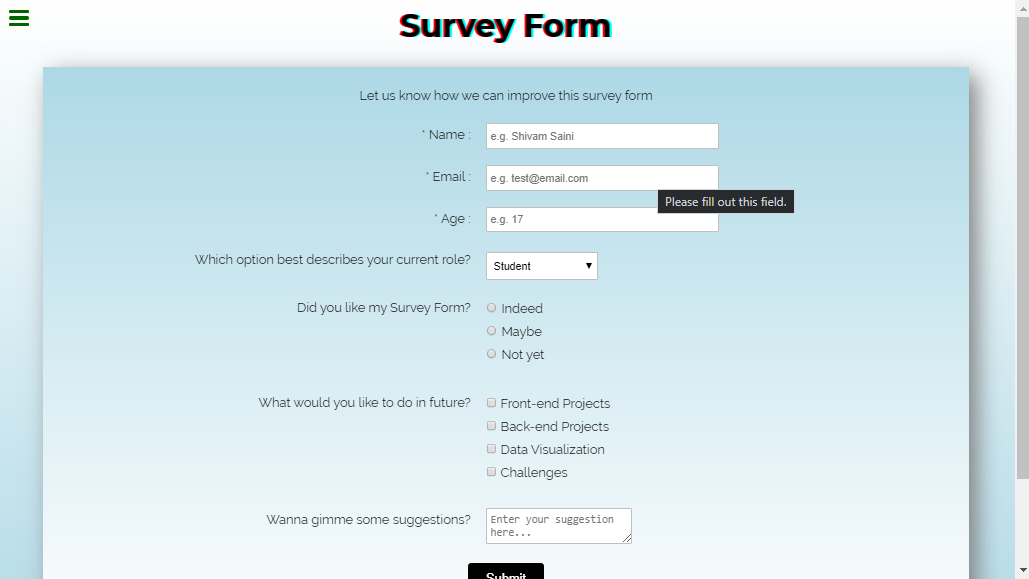 Survey Form
Let us know how we can improve this survey form
* Name :
e.g. Shivam Saini
* Email :
e.g. test@email.com
Please fill out this field.
* Age :
e.g. 17
Which option best describes your current role?
Student
Did you like my Survey Form?
Indeed
Maybe
Not yet
What would you like to do in future?
Front-end Projects
Back-end Projects
Data Visualization
Challenges
Wanna gimme some suggestions?
Enter your suggestion
here...
Submit